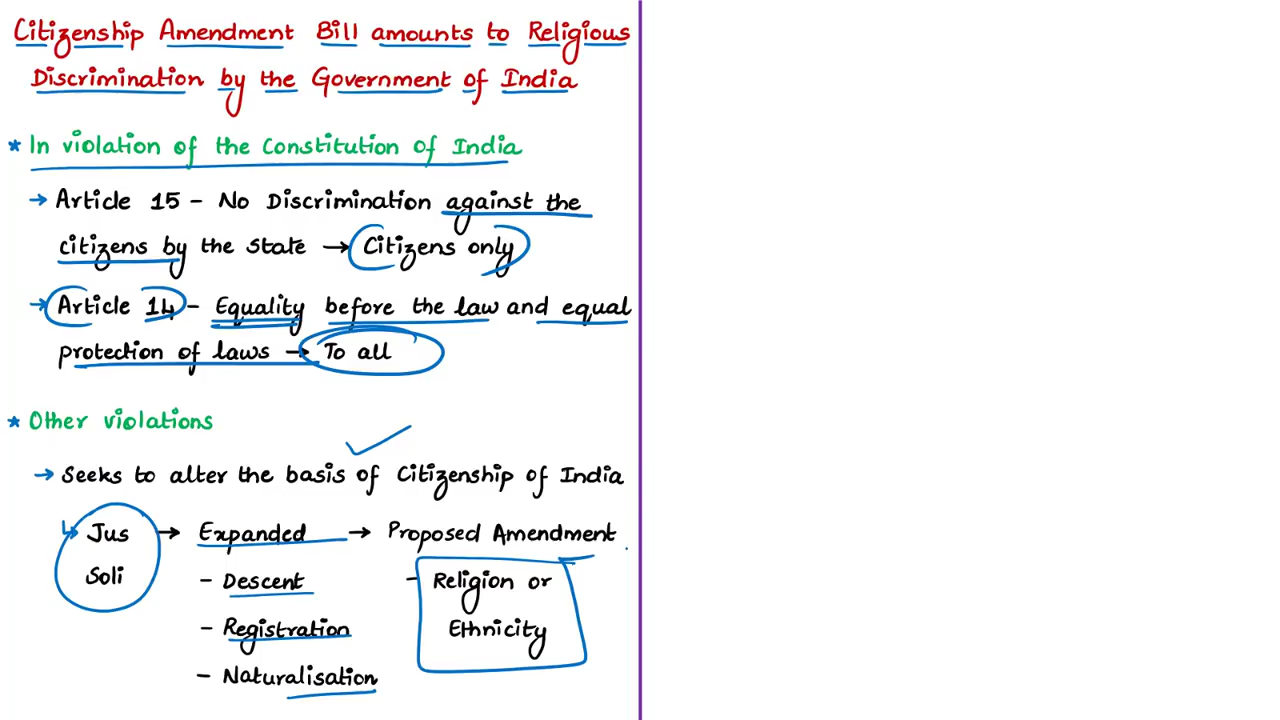 Citizenship Amendment Bill amounts to Religious
Discrimination by the Government of India
* In violation of the Constitution of India
→ Article 15 - No Discrimination against the
citizens by the state → Citizens only
→ Article 14 - Equality before the law and equal
protection of laws → To all
* Other violations
→ Seeks to alter the basis of Citizenship of India
↳ Jus → Expanded → Proposed Amendment
Soli - Descent - Religion or
- Registration Ethnicity
- Naturalisation